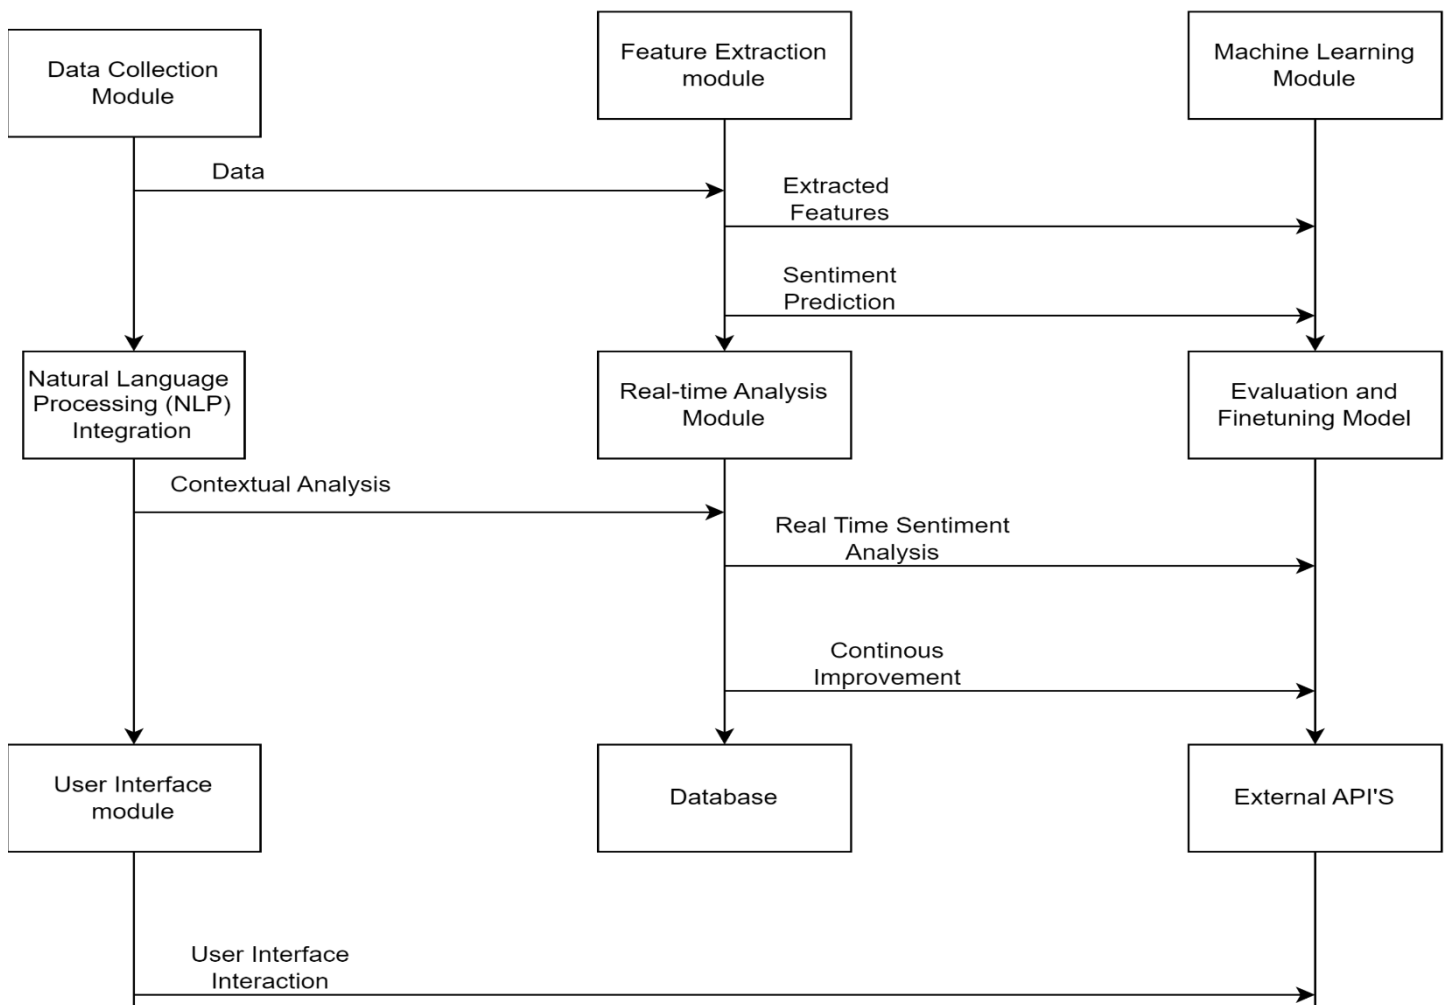 Data Collection
Module
Feature Extraction
module
Machine Learning
Module
Data
Extracted
Features
Sentiment
Prediction
Natural Language
Processing (NLP)
Integration
Real-time Analysis
Module
Evaluation and
Finetuning Model
Contextual Analysis
Real Time Sentiment
Analysis
Continous
Improvement
User Interface
module
Database
External API'S
User Interface
Interaction